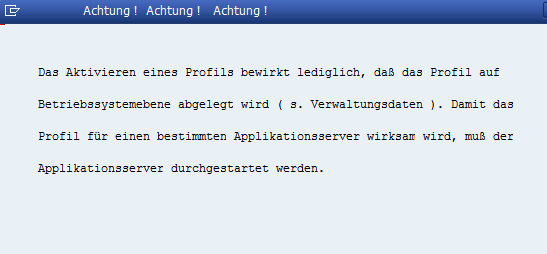 Achtung ! Achtung ! Achtung !
Das Aktivieren eines Profils bewirkt lediglich, daß das Profil auf
Betriebssystemebene abgelegt wird ( s. Verwaltungsdaten ). Damit das
Profil für einen bestimmten Applikationsserver wirksam wird, muß der
Applikationsserver durchgestartet werden.